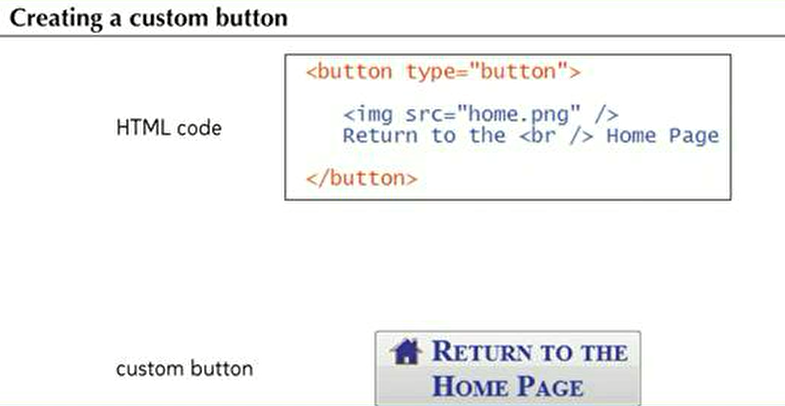 Creating a custom button
HTML code
<button type="button">
<img src="home.png" />
Return to the <br /> Home Page
</button>
custom button
RETURN TO THE
HOME PAGE